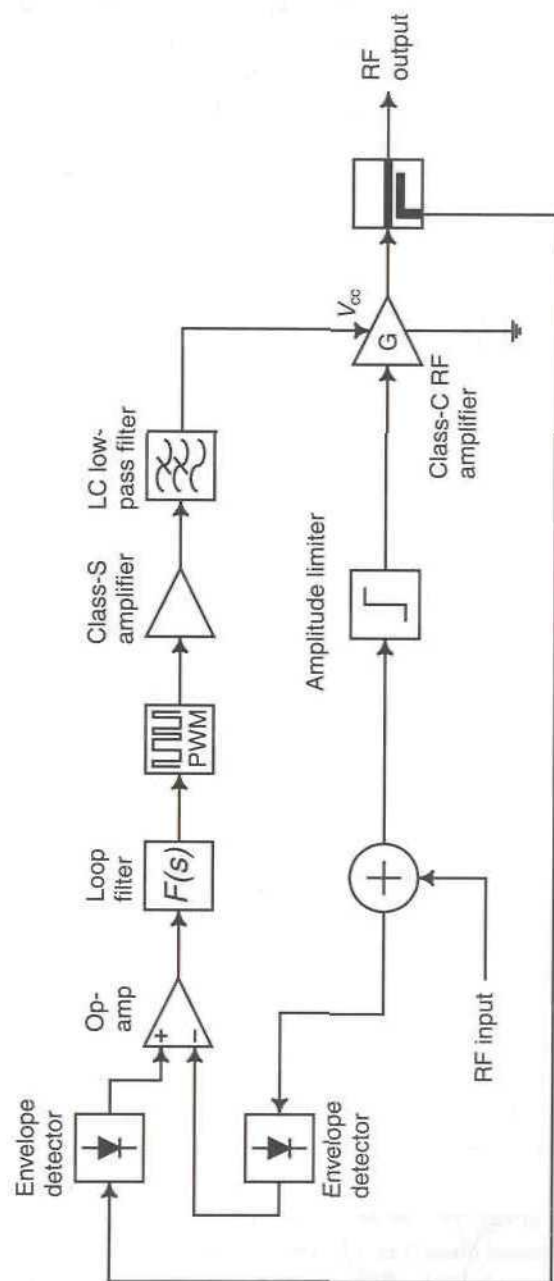 Envelope
detector
Op-
amp
+
−
Loop
filter
F(s)
PWM
Class-S
amplifier
LC low-
pass filter
Envelope
detector
RF input
Amplitude limiter
Vcc
G
Class-C RF
amplifier
RF
output